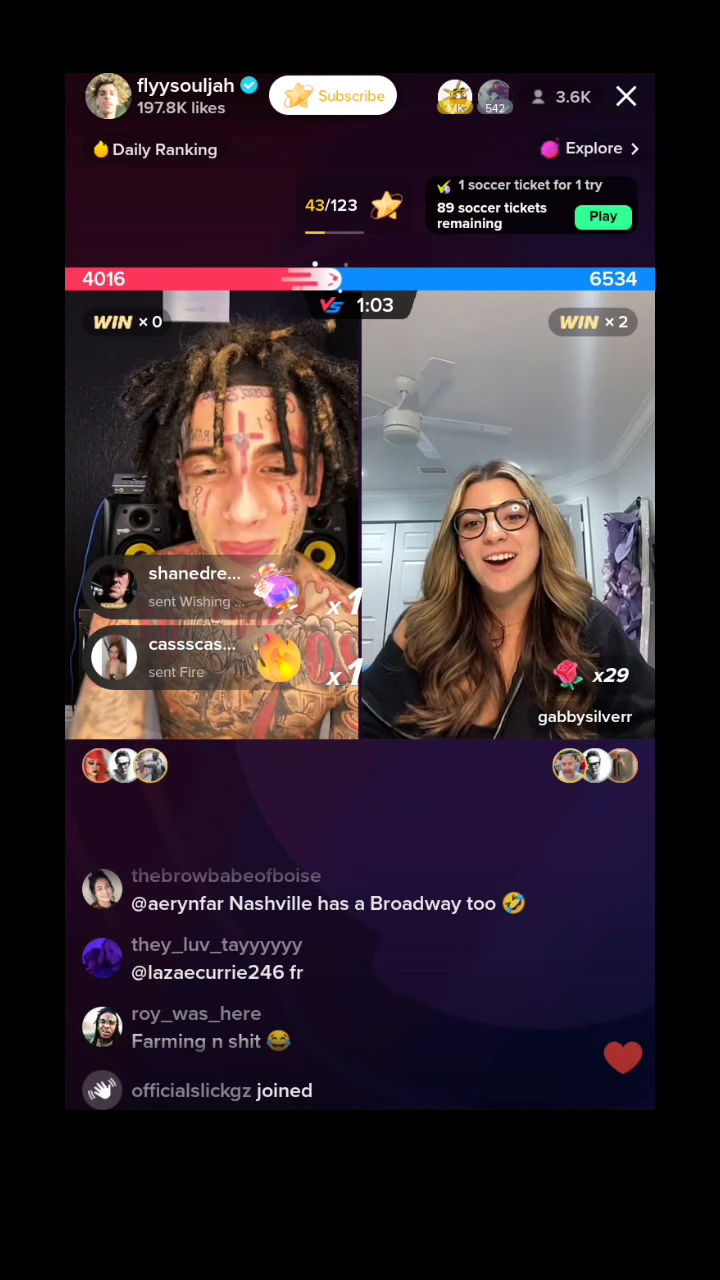 flyysouljah
197.8K likes
Subscribe
542
3.6K
Daily Ranking
Explore
43/123
1 soccer ticket for 1 try
89 soccer tickets
remaining
Play
4016
6534
VS 1:03
WIN × 0
WIN × 2
shanedre...
sent Wishing ...
x1
cassscas...
sent Fire
x1
x29
gabbysilverr
thebrowbabeofboise
@aerynfar Nashville has a Broadway too 🤣
they_luv_tayyyyyy
@lazaecurrie246 fr
roy_was_here
Farming n shit 😂
officialslickgz joined